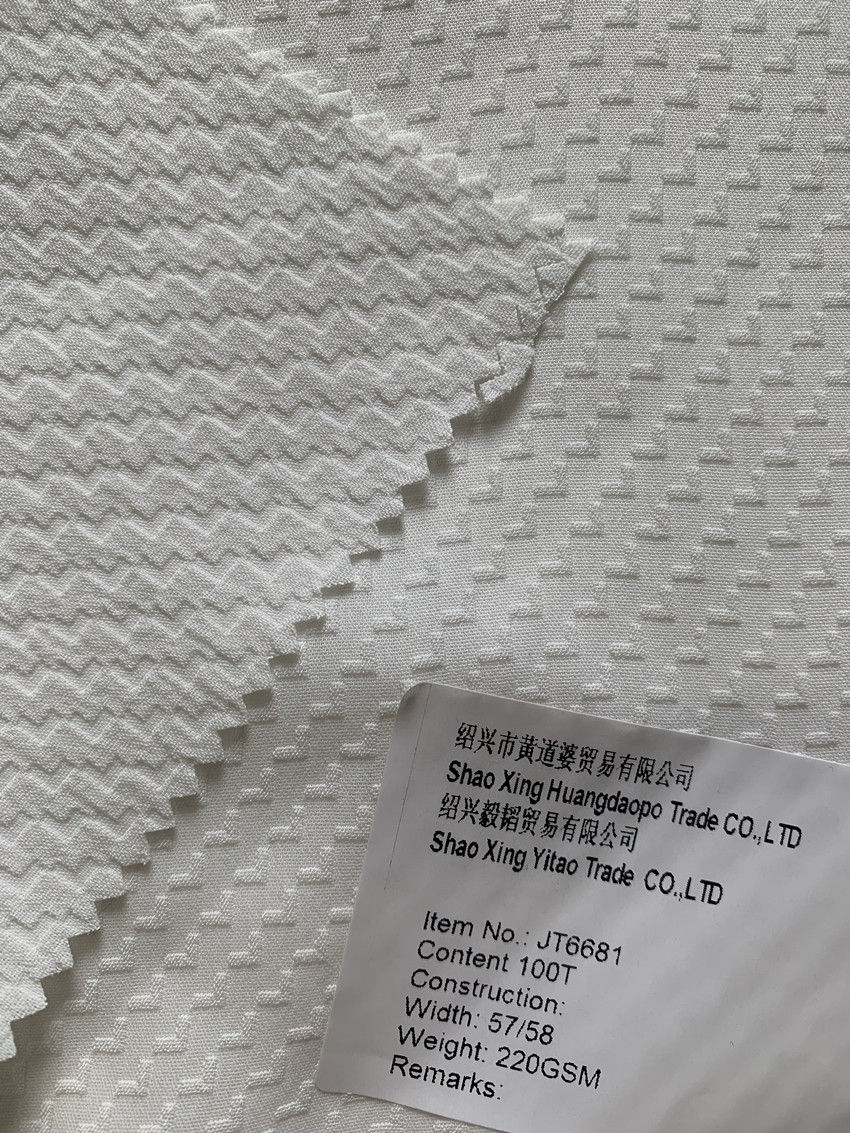 绍兴市黄道婆贸易有限公司
Shao Xing Huangdaopo Trade CO.,LTD
绍兴毅韬贸易有限公司
Shao Xing Yitao Trade CO.,LTD
Item No.: JT6681
Content 100T
Construction:
Width: 57/58
Weight: 220GSM
Remarks: